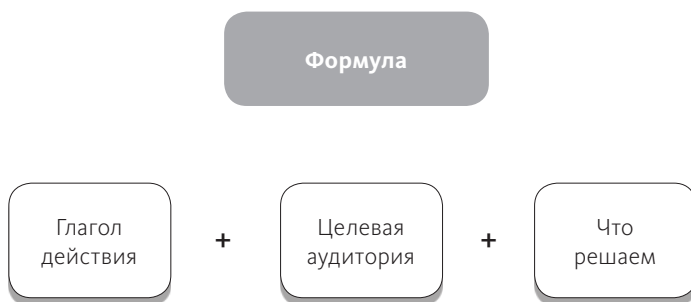 Формула
Глагол
действия
+
Целевая
аудитория
+
Что
решаем